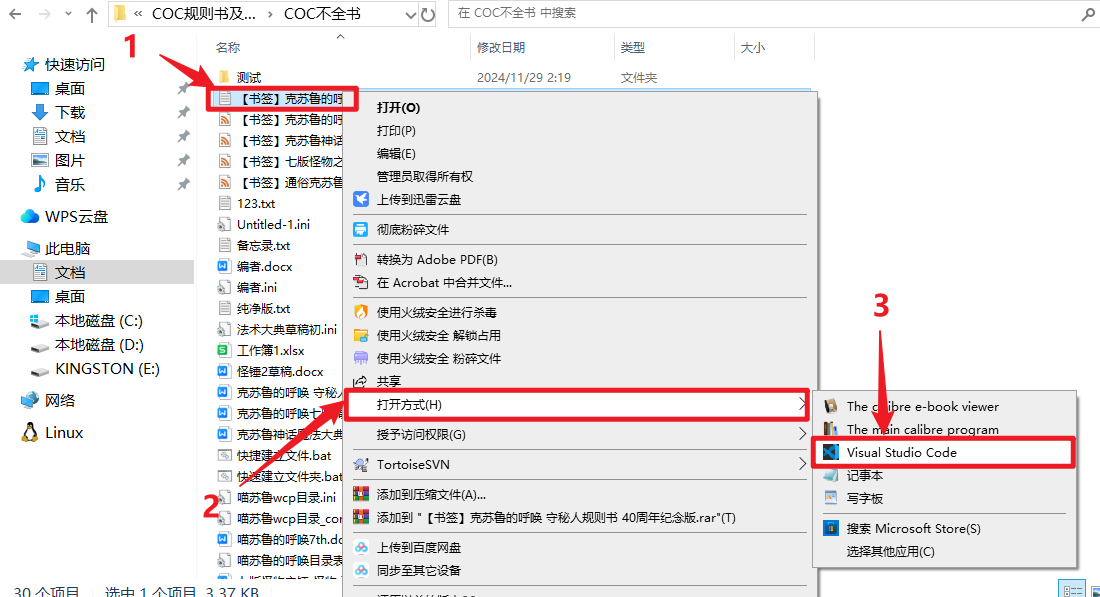 « COC规则书及... › COC不全书
在 COC不全书 中搜索
1
名称
修改日期
类型
大小
快速访问
桌面
下载
文档
图片
音乐
WPS云盘
此电脑
文档
桌面
本地磁盘 (C:)
本地磁盘 (D:)
KINGSTON (E:)
网络
Linux
测试
2024/11/29 2:19
文件夹
【书签】克苏鲁的呼
【书签】克苏鲁的呼
【书签】克苏鲁神话
【书签】七版怪物之
【书签】通俗克苏鲁
123.txt
Untitled-1.ini
备忘录.txt
编者.docx
编者.ini
纯净版.txt
法术大典草稿初.ini
工作簿1.xlsx
怪锤2草稿.docx
克苏鲁的呼唤 守秘人
克苏鲁的呼唤七
克苏鲁神话魔法大典
快捷建立文件.bat
快速建立文件夹.bat
喵苏鲁wcp目录.ini
喵苏鲁wcp目录_cor
喵苏鲁的呼唤7th.do
喵苏鲁的呼唤目录表
2
打开(O)
打印(P)
编辑(E)
管理员取得所有权
上传到迅雷云盘
彻底粉碎文件
转换为 Adobe PDF(B)
在 Acrobat 中合并文件...
使用火绒安全进行杀毒
使用火绒安全 解锁占用
使用火绒安全 粉碎文件
共享
打开方式(H)
授予访问权限(G)
TortoiseSVN
添加到压缩文件(A)...
添加到 "【书签】克苏鲁的呼唤 守秘人规则书 40周年纪念版.rar"(T)
上传到百度网盘
同步至其它设备
3
The calibre e-book viewer
The main calibre program
Visual Studio Code
记事本
写字板
搜索 Microsoft Store(S)
选择其他应用(C)
30 个项目
选中 1 个项目 3.37 KB